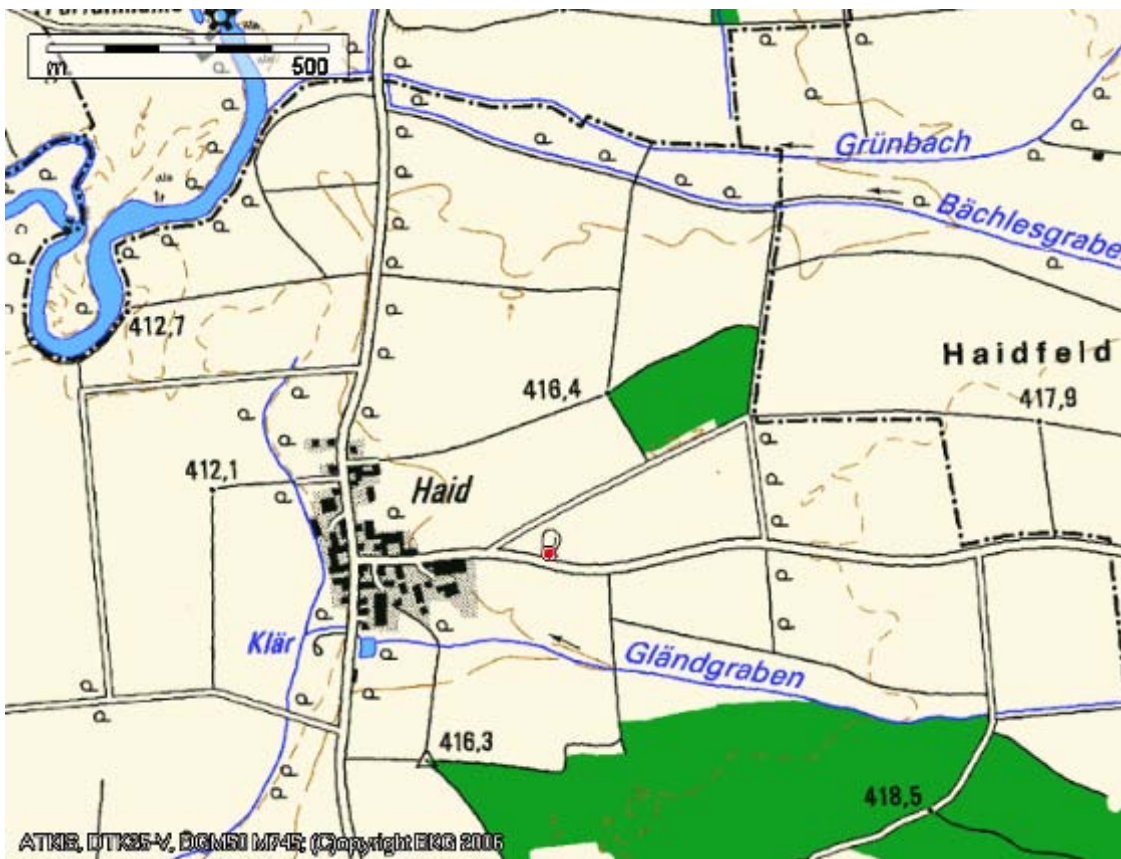 m 500
Grünbach
Bächlesgraben
412,7
Haidfeld
416,4
417,9
412,1
Haid
Klär
Gländgraben
416,3
418,5
ATKIS, DTK25-V, DGM50 M745; (C)opyright BKG 2006